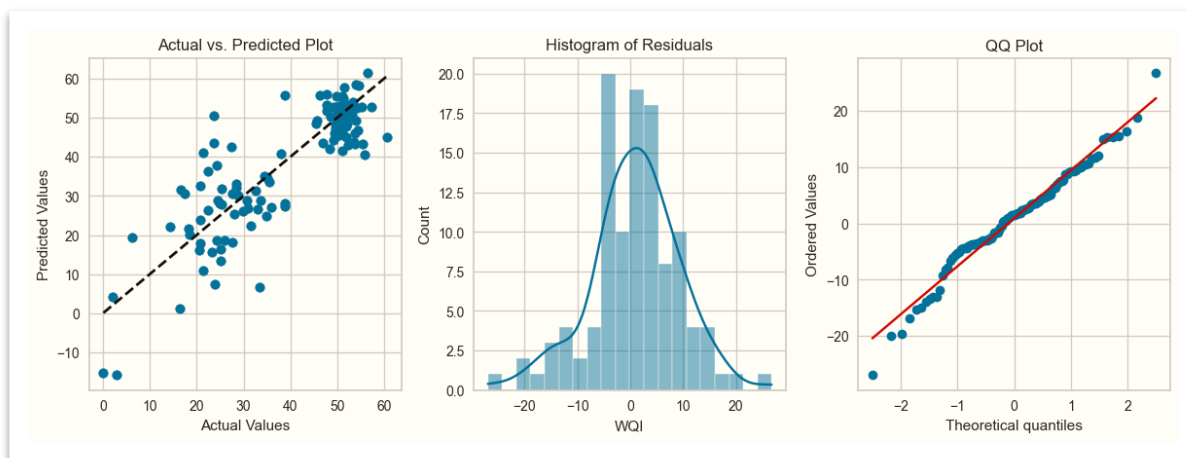 Actual vs. Predicted Plot
60
50
40
30
20
10
0
−10
0 10 20 30 40 50 60
Predicted Values
Actual Values
Histogram of Residuals
20.0
17.5
15.0
12.5
10.0
7.5
5.0
2.5
0.0
−20 −10 0 10 20
Count
WQI
QQ Plot
20
10
0
−10
−20
−2 −1 0 1 2
Ordered Values
Theoretical quantiles